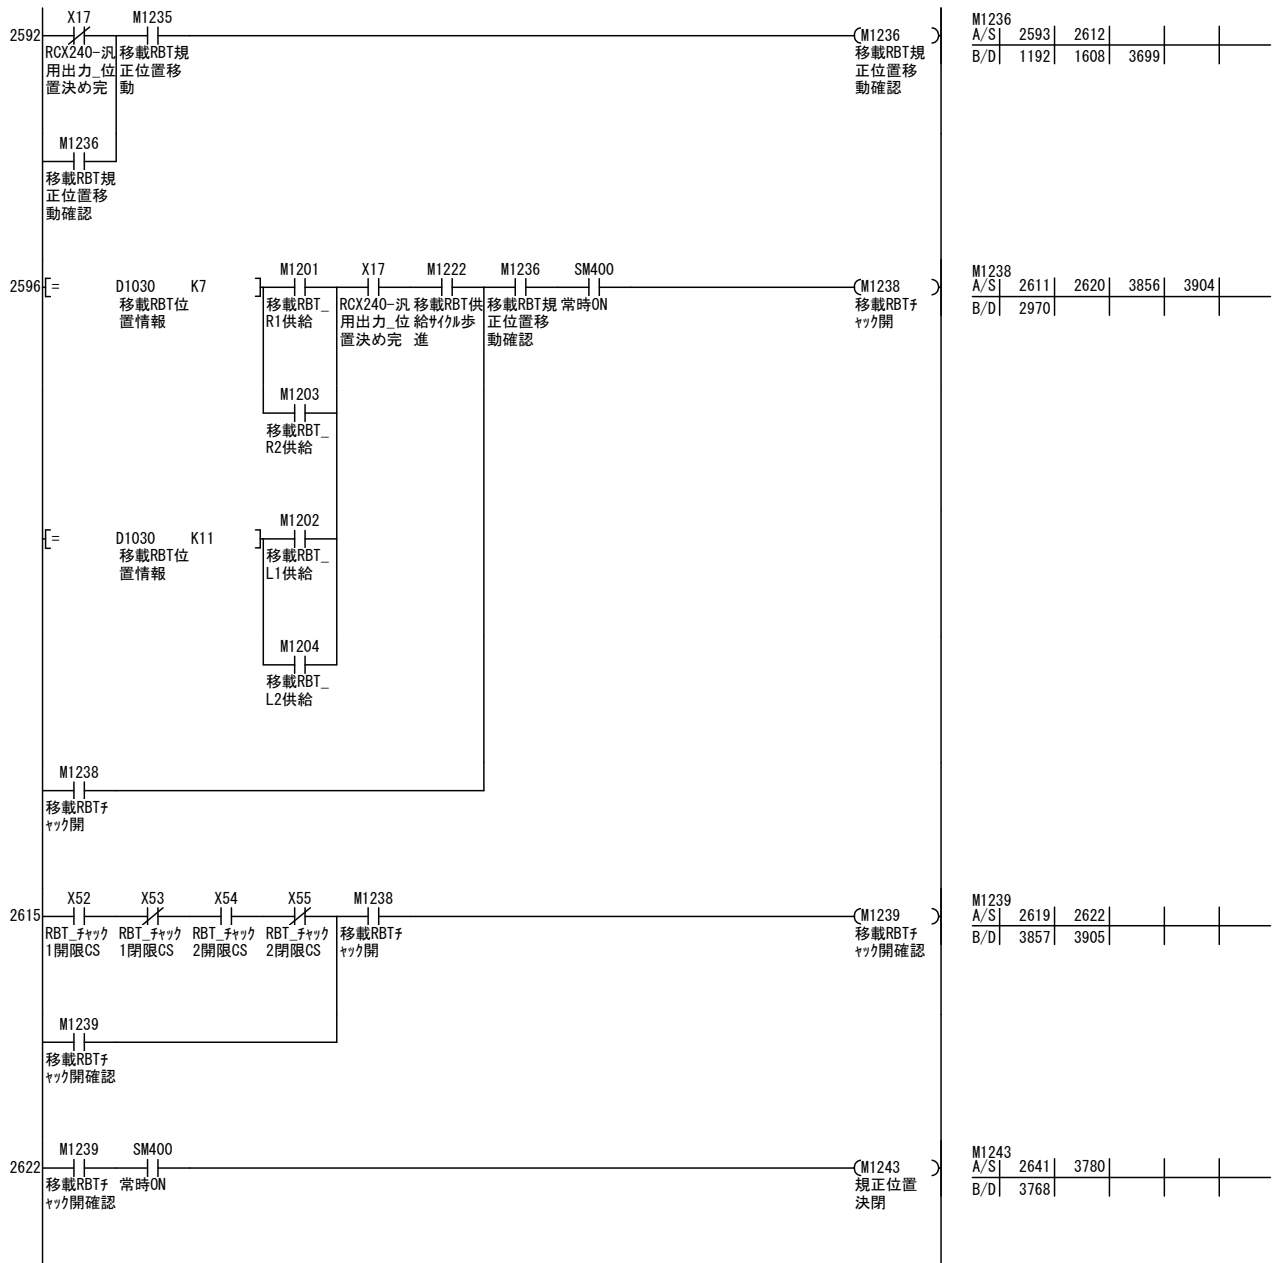 X17 M1235
2592 (M1236 )
RCX240-汎 移載RBT規 移載RBT規
用出力_位 正位置移 正位置移
置決め完 動 動確認
M1236
A/S 2593 2612
B/D 1192 1608 3699
M1236
移載RBT規
正位置移
動確認
M1201 X17 M1222 M1236 SM400
2596 [= D1030 K7 ] (M1238 )
移載RBT位 移載RBT_ RCX240-汎 移載RBT供 移載RBT規 常時ON 移載RBTﾁ
置情報 R1供給 用出力_位 給ｻｲｸﾙ歩 正位置移 ｬｯｸ開
置決め完 進 動確認
M1238
A/S 2611 2620 3856 3904
B/D 2970
M1203
移載RBT_
R2供給
M1202
[= D1030 K11 ]
移載RBT位 移載RBT_
置情報 L1供給
M1204
移載RBT_
L2供給
M1238
移載RBTﾁ
ｬｯｸ開
X52 X53 X54 X55 M1238
2615 (M1239 )
RBT_ﾁｬｯｸ RBT_ﾁｬｯｸ RBT_ﾁｬｯｸ RBT_ﾁｬｯｸ 移載RBTﾁ 移載RBTﾁ
1開限CS 1閉限CS 2開限CS 2閉限CS ｬｯｸ開 ｬｯｸ開確認
M1239
A/S 2619 2622
B/D 3857 3905
M1239
移載RBTﾁ
ｬｯｸ開確認
M1239 SM400
2622 (M1243 )
移載RBTﾁ 常時ON 規正位置
ｬｯｸ開確認 決閉
M1243
A/S 2641 3780
B/D 3768